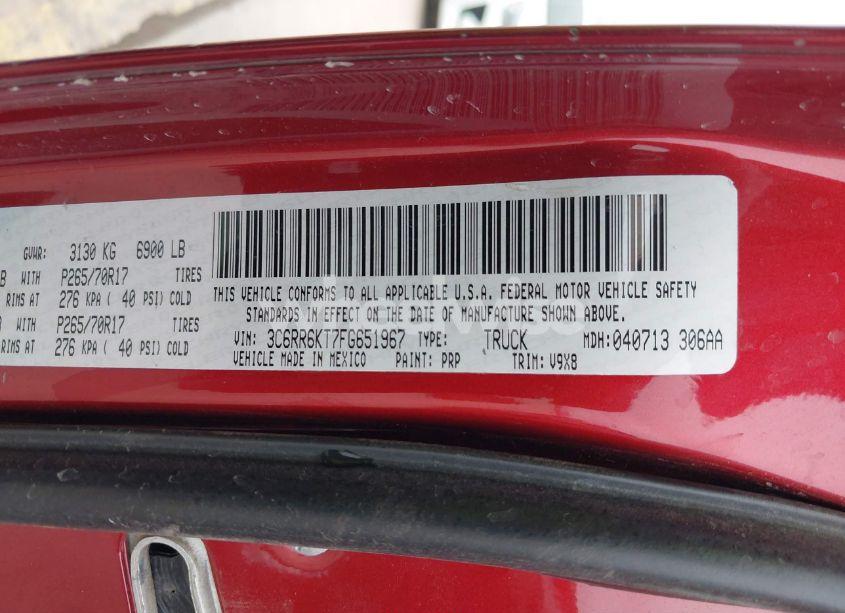 GVWR: 3130 KG 6900 LB
B WITH P265/70R17 TIRES
RIMS AT 276 KPA ( 40 PSI) COLD
B WITH P265/70R17 TIRES
RIMS AT 276 KPA ( 40 PSI) COLD
THIS VEHICLE CONFORMS TO ALL APPLICABLE U.S.A. FEDERAL MOTOR VEHICLE SAFETY
STANDARDS IN EFFECT ON THE DATE OF MANUFACTURE SHOWN ABOVE.
VIN: 3C6RR6KT7FG651967 TYPE: TRUCK MDH: 040713 306AA
VEHICLE MADE IN MEXICO PAINT: PRP TRIM: V9X8